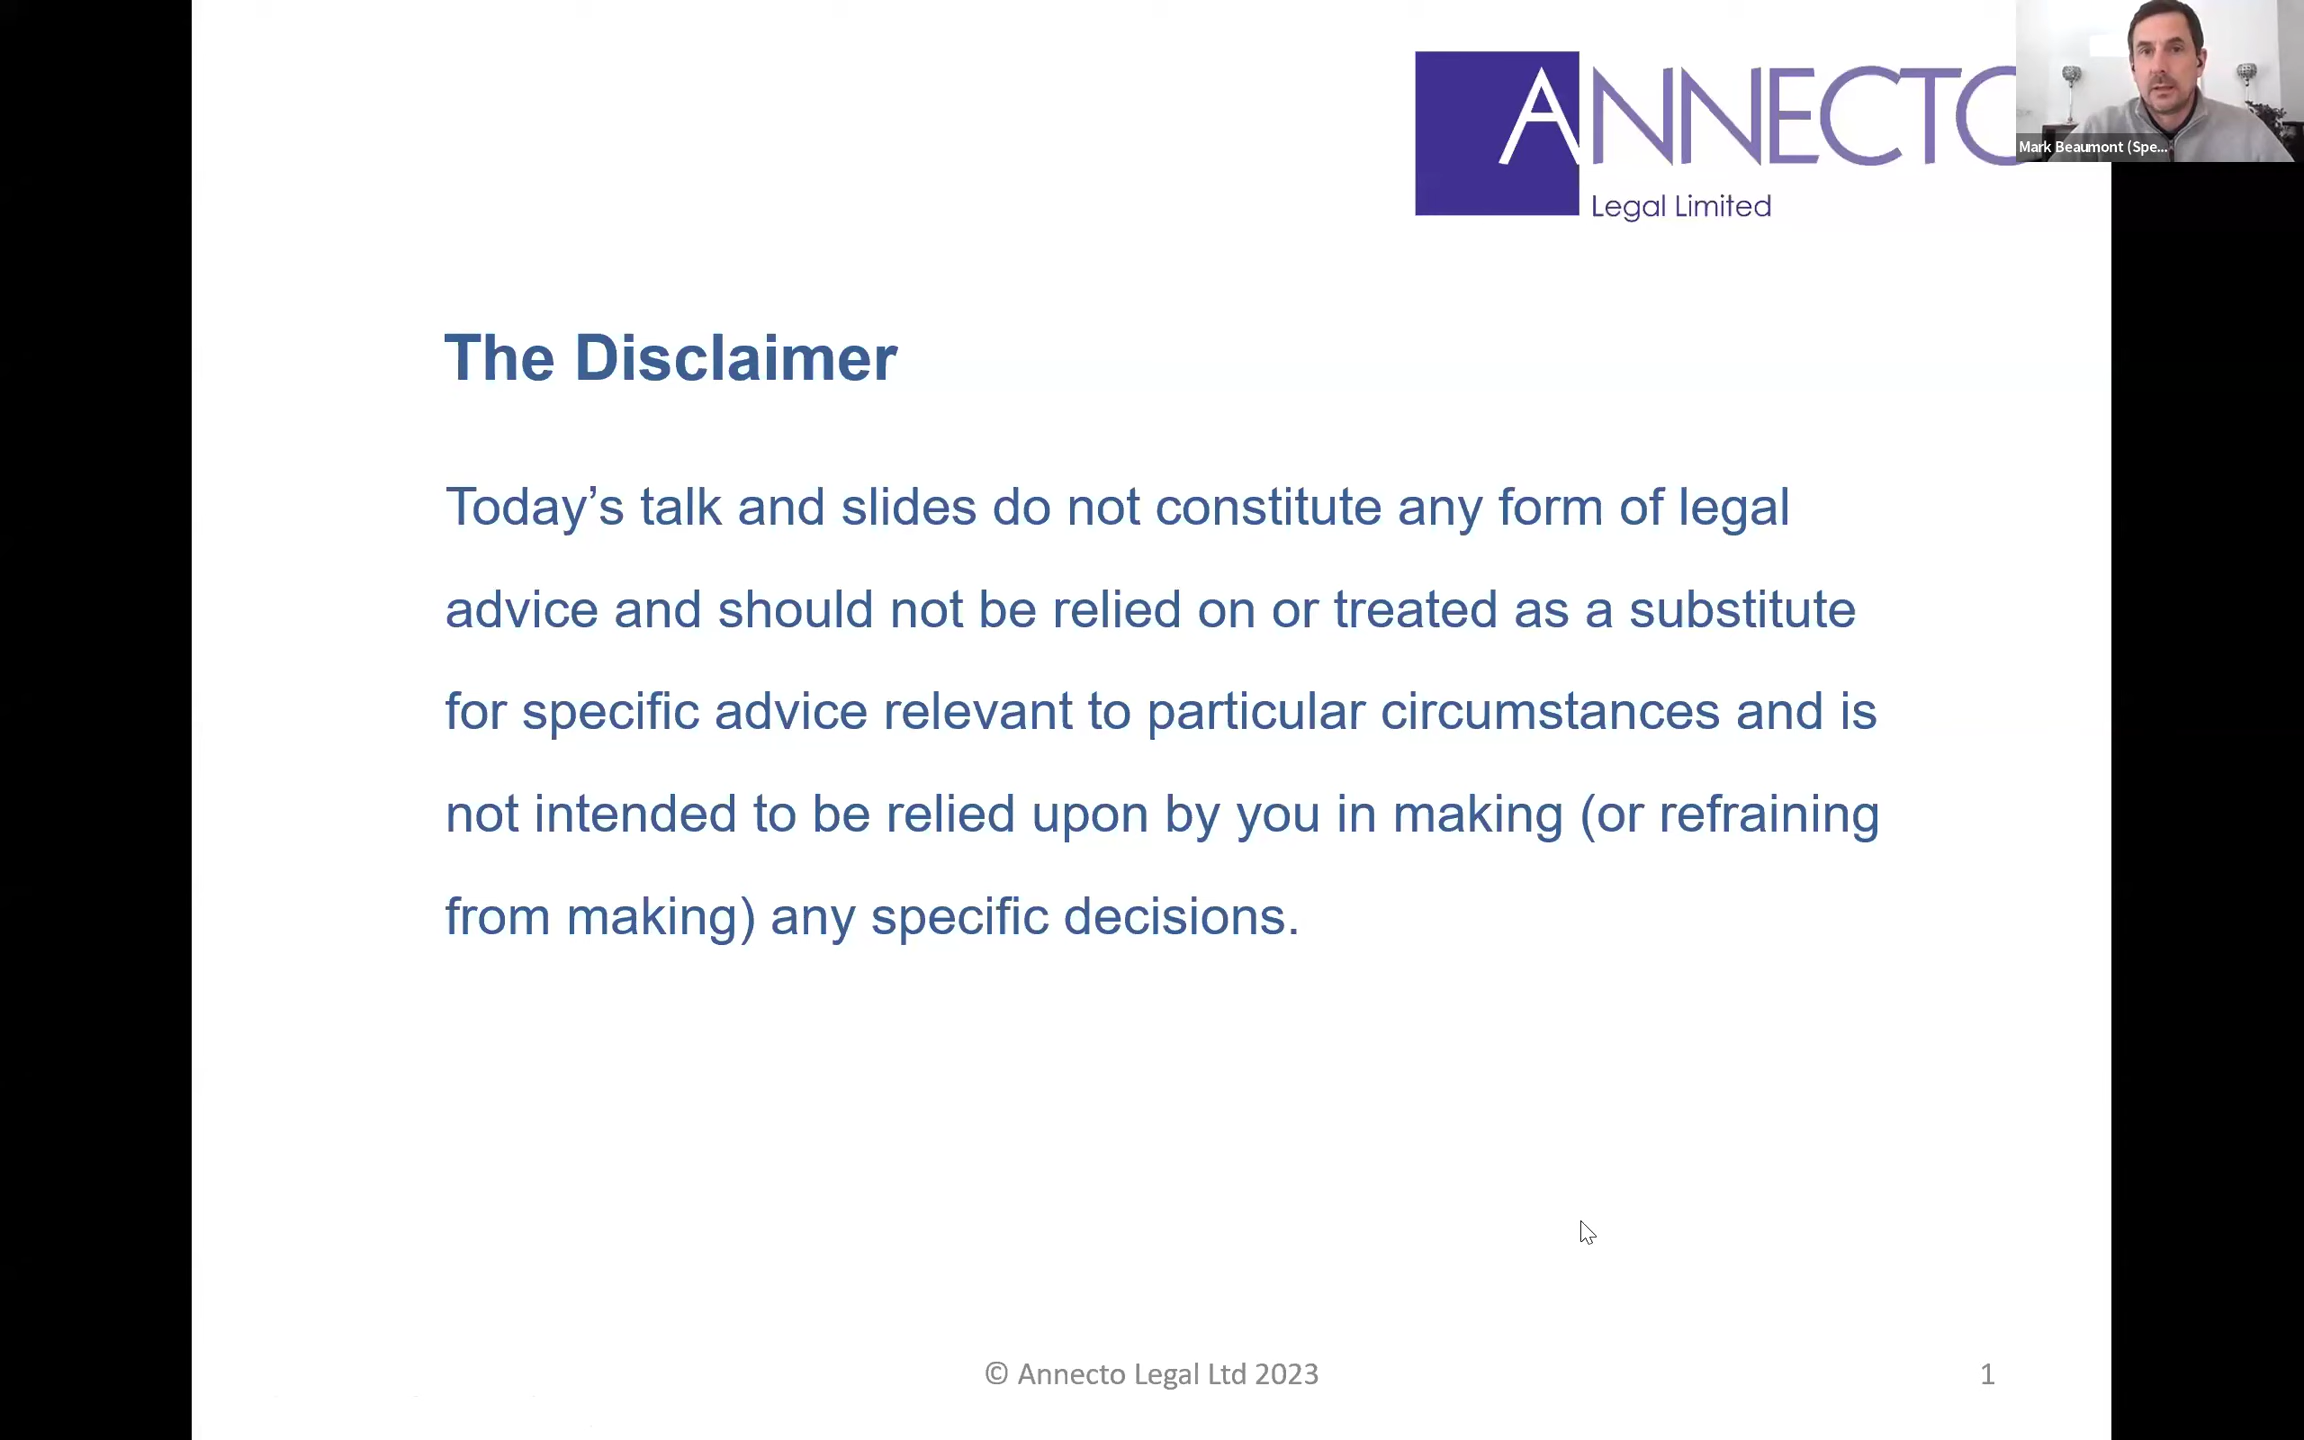 ANNECTO
Legal Limited
Mark Beaumont (Spe...
The Disclaimer
Today’s talk and slides do not constitute any form of legal
advice and should not be relied on or treated as a substitute
for specific advice relevant to particular circumstances and is
not intended to be relied upon by you in making (or refraining
from making) any specific decisions.
© Annecto Legal Ltd 2023
1